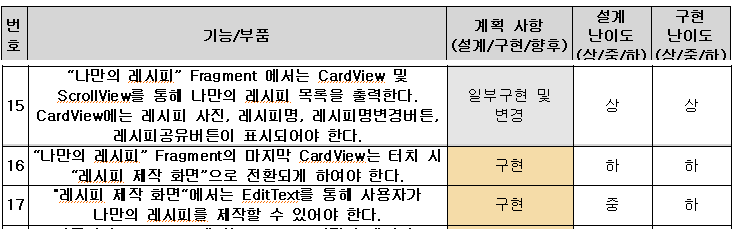 번
호
기능/부품
계획 사항
(설계/구현/향후)
설계
난이도
(상/중/하)
구현
난이도
(상/중/하)
15
“나만의 레시피” Fragment 에서는 CardView 및
ScrollView를 통해 나만의 레시피 목록을 출력한다.
CardView에는 레시피 사진, 레시피명, 레시피명변경버튼,
레시피공유버튼이 표시되어야 한다.
일부구현 및
변경
상
상
16
“나만의 레시피” Fragment의 마지막 CardView는 터치 시
“레시피 제작 화면”으로 전환되게 하여야 한다.
구현
하
하
17
"레시피 제작 화면“에서는 EditText를 통해 사용자가
나만의 레시피를 제작할 수 있어야 한다.
구현
중
하